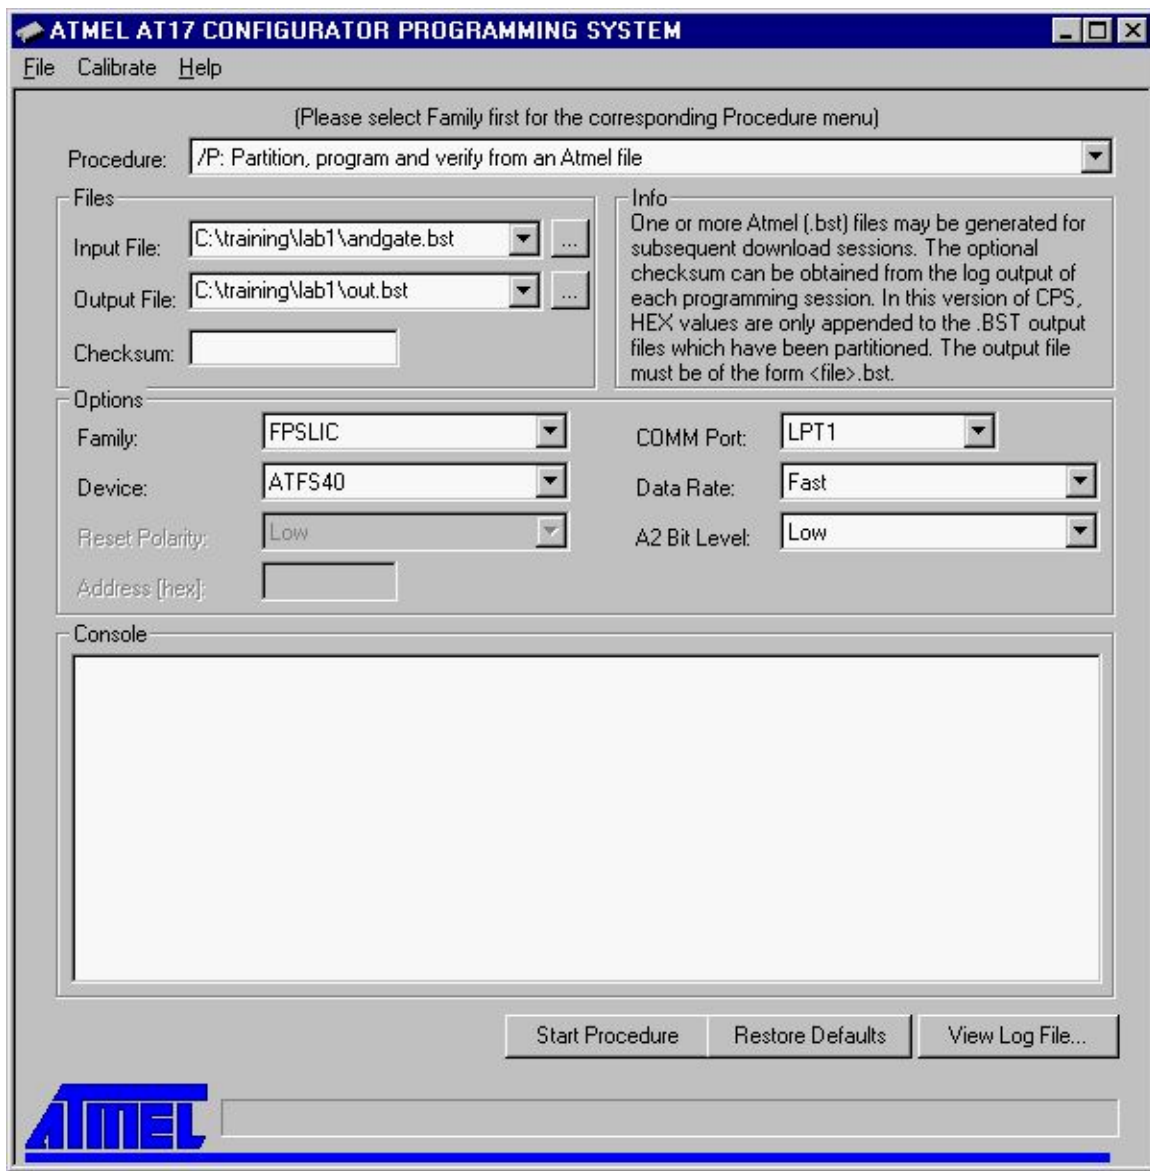 ATMEL AT17 CONFIGURATOR PROGRAMMING SYSTEM
File Calibrate Help
(Please select Family first for the corresponding Procedure menu)
Procedure: /P: Partition, program and verify from an Atmel file
Files
Input File: C:\training\lab1\andgate.bst ...
Output File: C:\training\lab1\out.bst ...
Checksum:
Info
One or more Atmel (.bst) files may be generated for
subsequent download sessions. The optional
checksum can be obtained from the log output of
each programming session. In this version of CPS,
HEX values are only appended to the .BST output
files which have been partitioned. The output file
must be of the form <file>.bst.
Options
Family: FPSLIC
COMM Port: LPT1
Device: ATFS40
Data Rate: Fast
Reset Polarity: Low
A2 Bit Level: Low
Address [hex]:
Console
Start Procedure Restore Defaults View Log File...
ATMEL